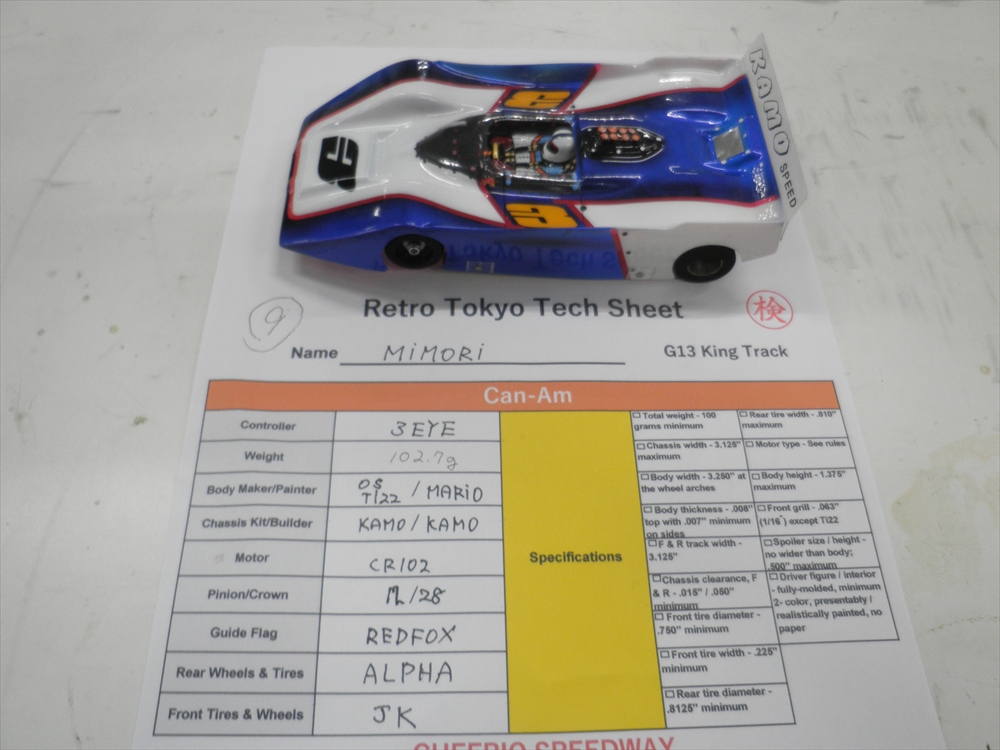 KAMO SPEED
Retro Tokyo Tech Sheet
検
9
Name MiMORi
G13 King Track
Can-Am
Controller 3EYE
Weight 102.7g
Body Maker/Painter OS Ti22 / MARiO
Chassis Kit/Builder KAMO / KAMO
Motor CR102
Pinion/Crown /28
Guide Flag REDFOX
Rear Wheels & Tires ALPHA
Front Tires & Wheels JK
Specifications
☐ Total weight - 100
grams minimum
☐ Chassis width - 3.125"
maximum
☐ Body width - 3.250" at
the wheel arches
☐ Body thickness - .008"
top with .007" minimum
on sides
☐ F & R track width -
3.125"
☐ Chassis clearance, F
& R - .015" / .050"
minimum
☐ Front tire diameter -
.750" minimum
☐ Front tire width - .225"
minimum
☐ Rear tire diameter -
.8125" minimum
☐ Rear tire width - .810"
maximum
☐ Motor type - See rules
☐ Body height - 1.375"
maximum
☐ Front grill - .063"
(1/16") except Ti22
☐ Spoiler size / height -
no wider than body;
.500" maximum
☐ Driver figure / interior
- fully-molded, minimum
2- color, presentably /
realistically painted, no
paper
CHEERIO SPEEDWAY